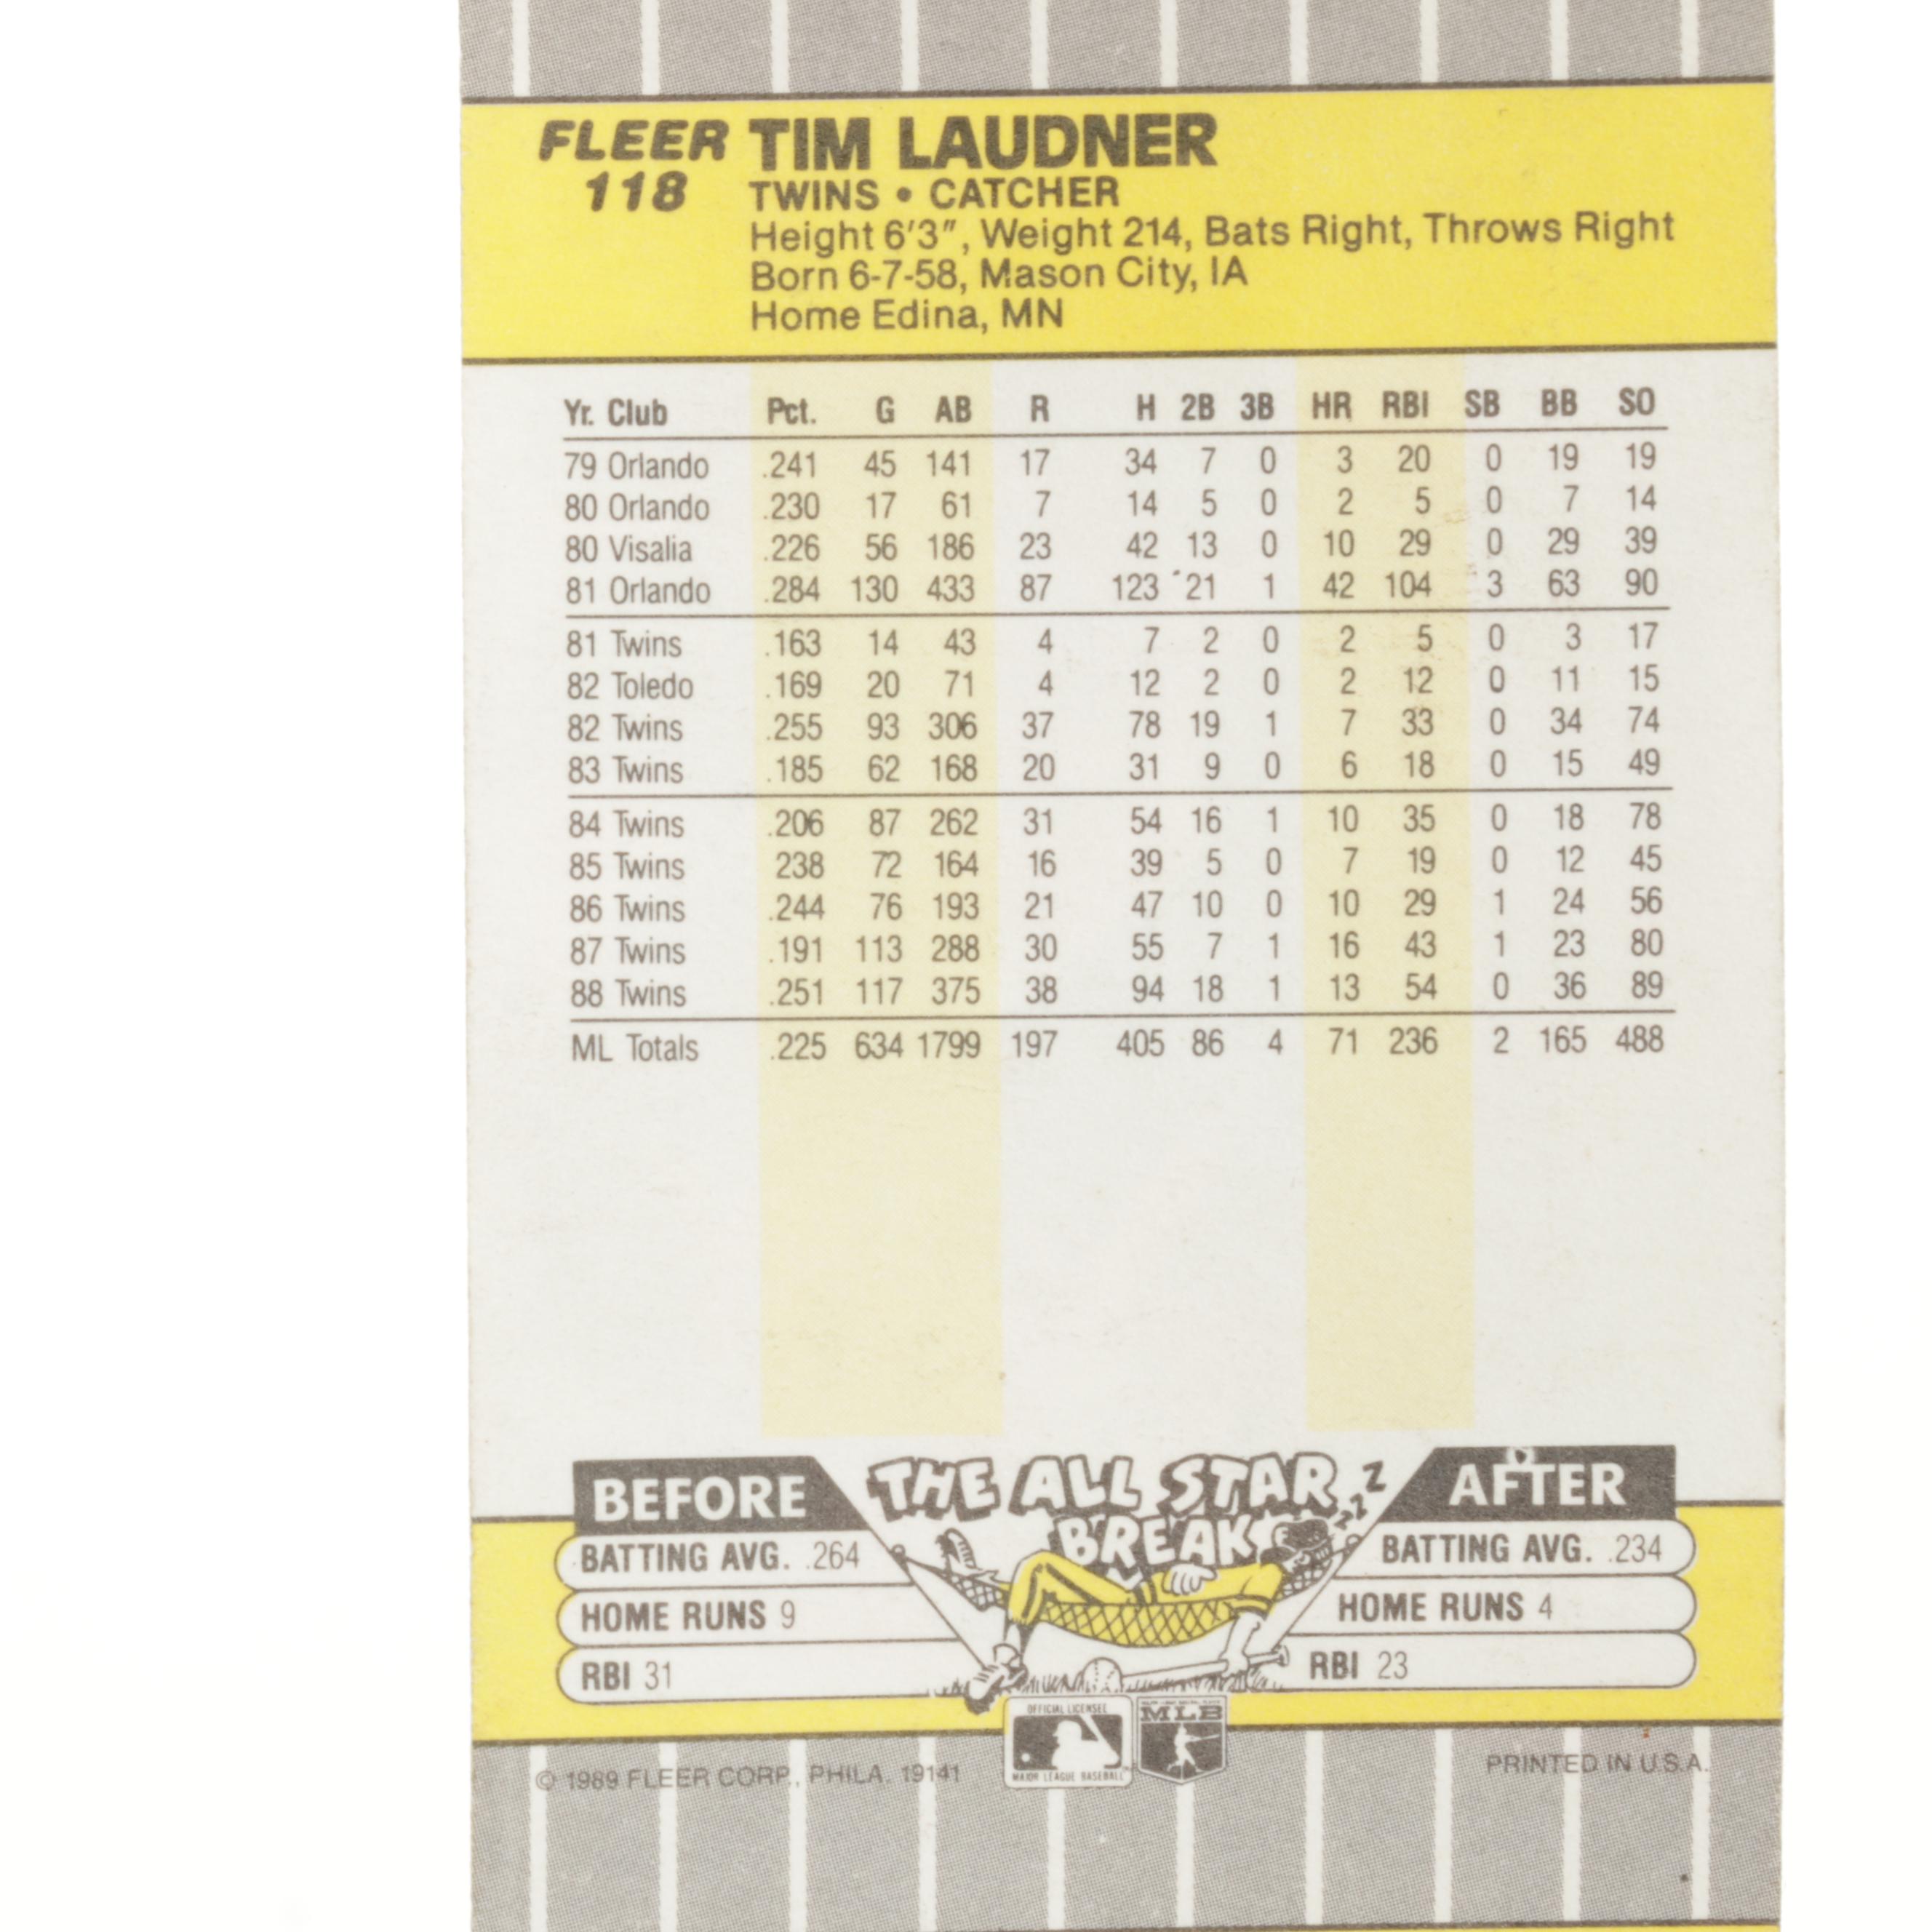 FLEER TIM LAUDNER
118 TWINS • CATCHER
Height 6'3", Weight 214, Bats Right, Throws Right
Born 6-7-58, Mason City, IA
Home Edina, MN
Yr. Club Pct. G AB R H 2B 3B HR RBI SB BB SO
79 Orlando .241 45 141 17 34 7 0 3 20 0 19 19
80 Orlando .230 17 61 7 14 5 0 2 5 0 7 14
80 Visalia .226 56 186 23 42 13 0 10 29 0 29 39
81 Orlando .284 130 433 87 123 21 1 42 104 3 63 90
81 Twins .163 14 43 4 7 2 0 2 5 0 3 17
82 Toledo .169 20 71 4 12 2 0 2 12 0 11 15
82 Twins .255 93 306 37 78 19 1 7 33 0 34 74
83 Twins .185 62 168 20 31 9 0 6 18 0 15 49
84 Twins .206 87 262 31 54 16 1 10 35 0 18 78
85 Twins 238 72 164 16 39 5 0 7 19 0 12 45
86 Twins .244 76 193 21 47 10 0 10 29 1 24 56
87 Twins .191 113 288 30 55 7 1 16 43 1 23 80
88 Twins .251 117 375 38 94 18 1 13 54 0 36 89
ML Totals .225 634 1799 197 405 86 4 71 236 2 165 488
BEFORE THE ALL STAR BREAK zzzZ AFTER
BATTING AVG. .264 BATTING AVG. .234
HOME RUNS 9 HOME RUNS 4
RBI 31 RBI 23
OFFICIAL LICENSEE
MAJOR LEAGUE BASEBALL
MLB
© 1989 FLEER CORP., PHILA. 19141 PRINTED IN U.S.A.